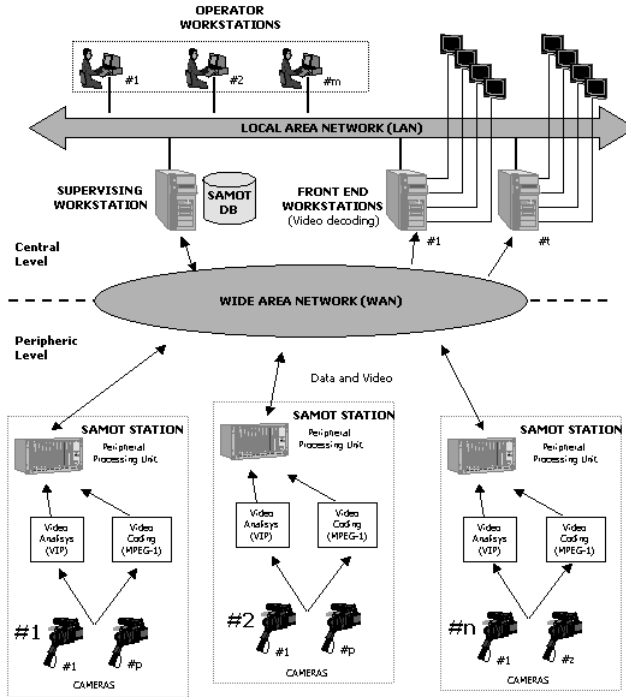 OPERATOR
WORKSTATIONS
#1
#2
#m
LOCAL AREA NETWORK (LAN)
SUPERVISING
WORKSTATION
SAMOT
DB
FRONT END
WORKSTATIONS
(Video decoding)
#1
#t
Central
Level
WIDE AREA NETWORK (WAN)
Peripheric
Level
Data and Video
SAMOT STATION
Peripheral
Processing Unit
Video
Analisys
(VIP)
Video
Coding
(MPEG-1)
#1
#1
#p
CAMERAS
SAMOT STATION
Peripheral
Processing Unit
Video
Analisys
(VIP)
Video
Coding
(MPEG-1)
#2
#1
#p
CAMERAS
SAMOT STATION
Peripheral
Processing Unit
Video
Analisys
(VIP)
Video
Coding
(MPEG-1)
#n
#1
#z
CAMERAS